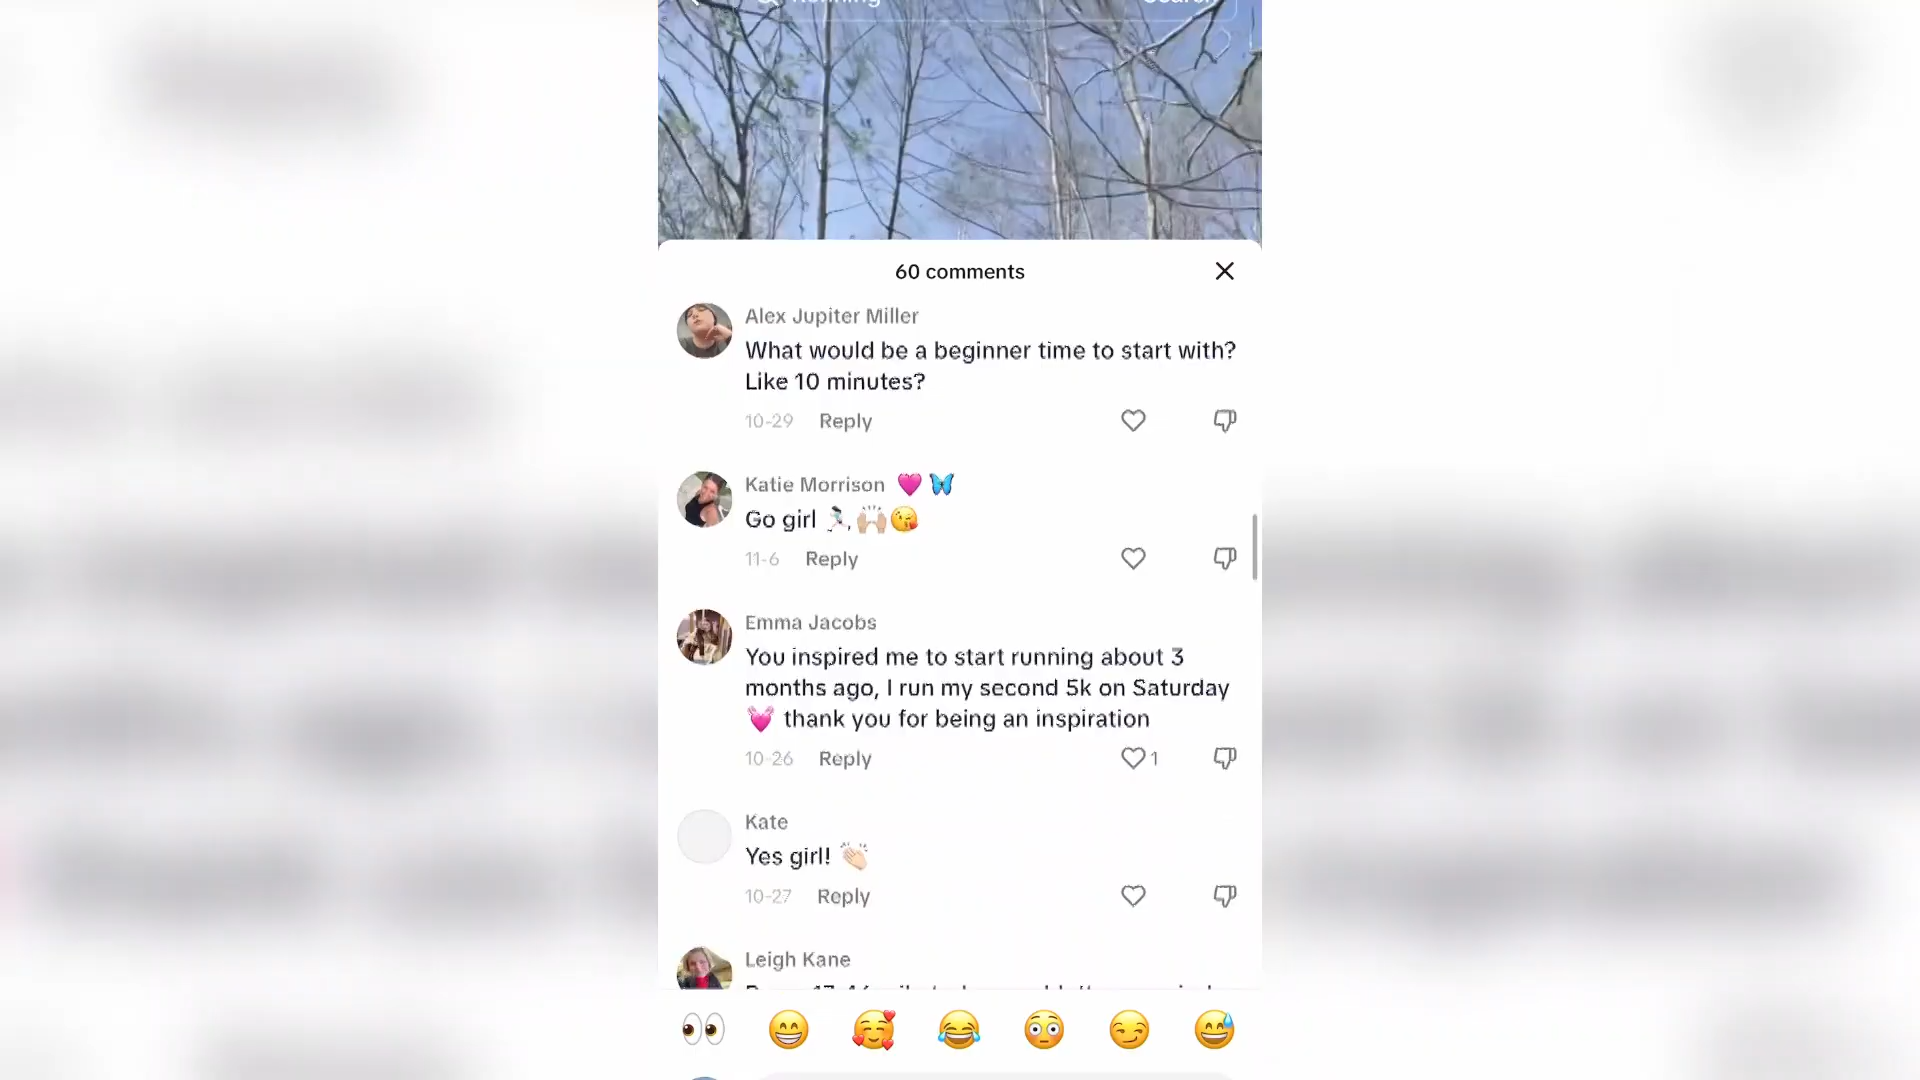 60 comments
Alex Jupiter Miller
What would be a beginner time to start with?
Like 10 minutes?
10-29 Reply
Katie Morrison 💗 🦋
Go girl 🏃🏻‍♀️ 🙌🏼😘
11-6 Reply
Emma Jacobs
You inspired me to start running about 3
months ago, I run my second 5k on Saturday
💓 thank you for being an inspiration
10-26 Reply 1
Kate
Yes girl! 👏🏻
10-27 Reply
Leigh Kane